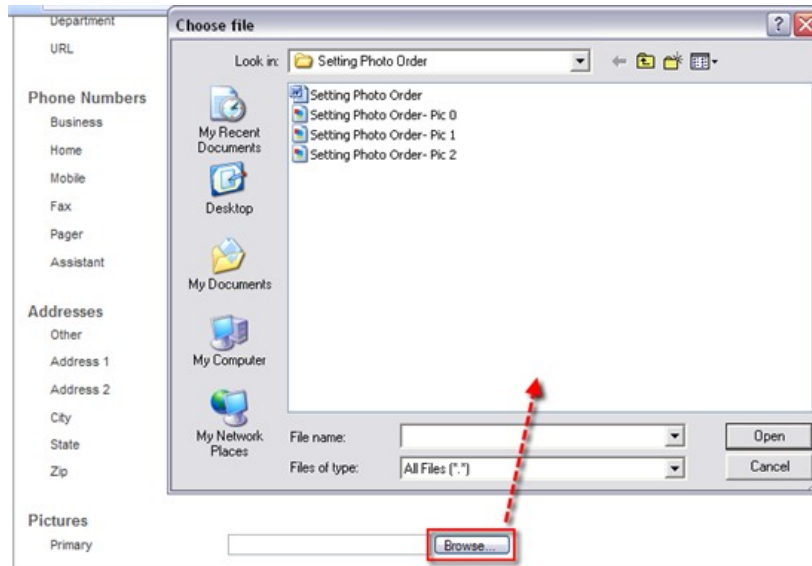 Department
URL
Phone Numbers
Business
Home
Mobile
Fax
Pager
Assistant
Addresses
Other
Address 1
Address 2
City
State
Zip
Pictures
Primary
Browse...
Choose file
Look in:
Setting Photo Order
My Recent
Documents
Desktop
My Documents
My Computer
My Network
Places
Setting Photo Order
Setting Photo Order- Pic 0
Setting Photo Order- Pic 1
Setting Photo Order- Pic 2
File name:
Open
Files of type:
All Files (*.*)
Cancel